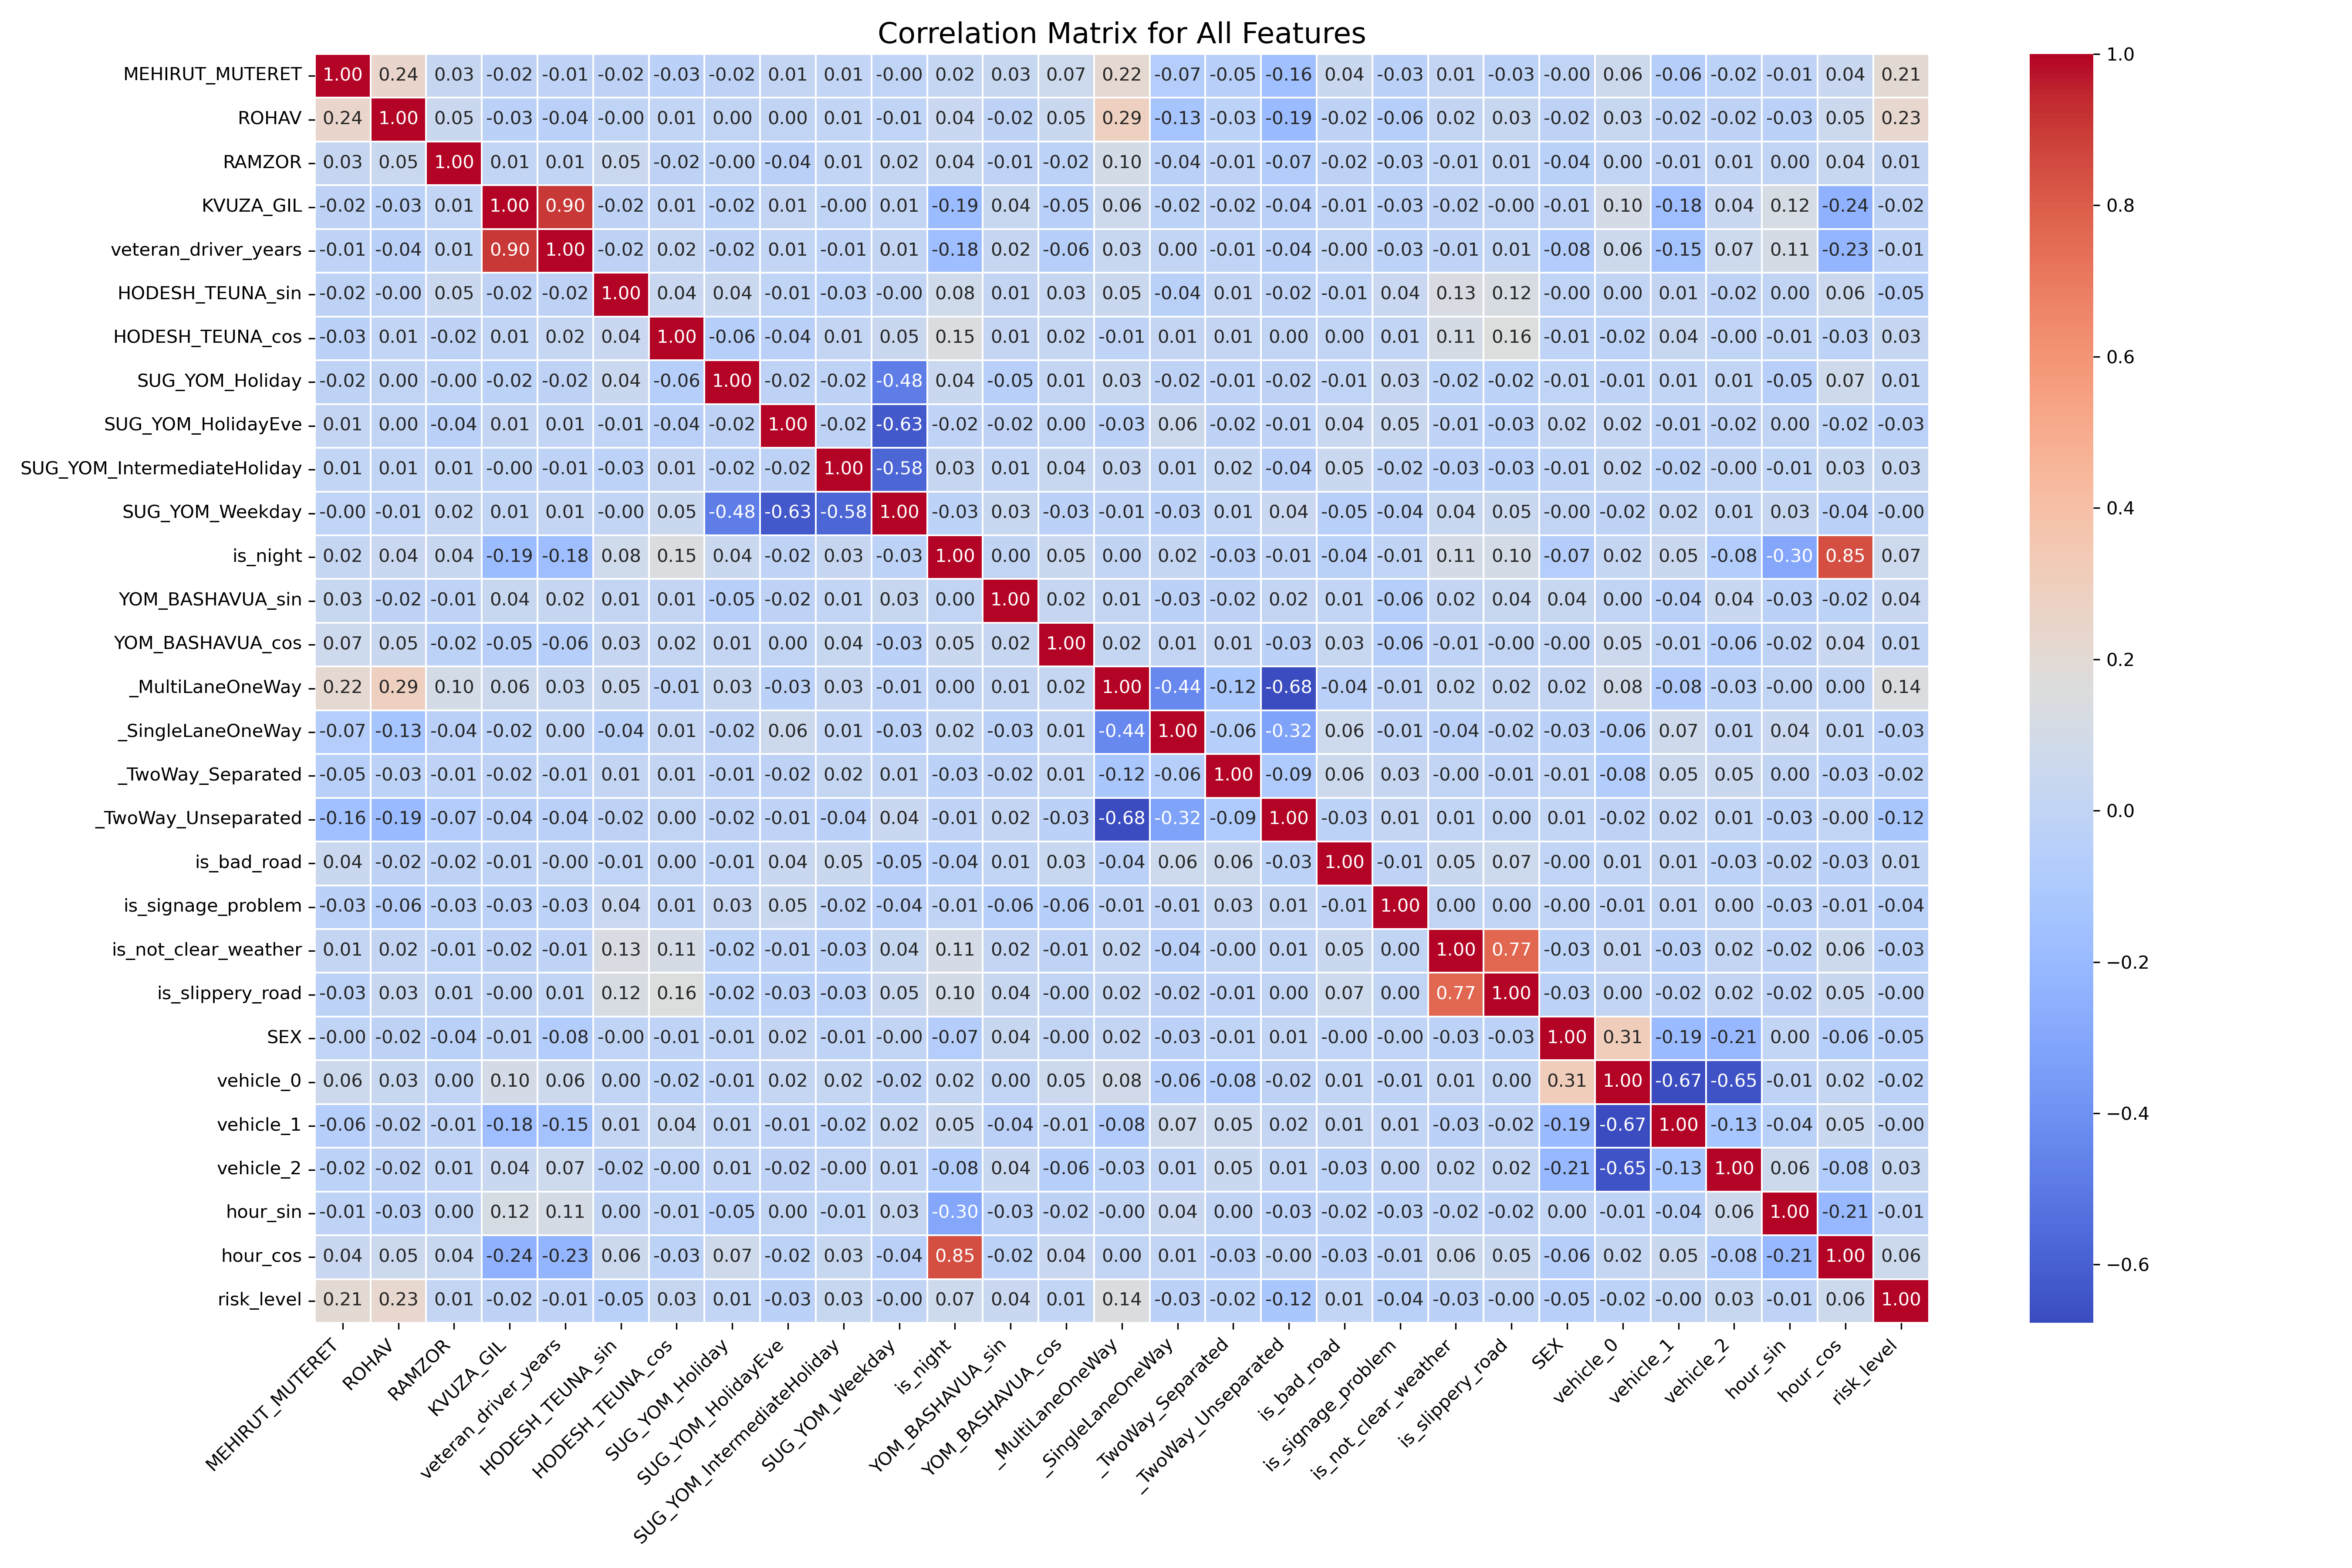 Correlation Matrix for All Features
MEHIRUT_MUTERET 1.00 0.24 0.03 -0.02 -0.01 -0.02 -0.03 -0.02 0.01 0.01 -0.00 0.02 0.03 0.07 0.22 -0.07 -0.05 -0.16 0.04 -0.03 0.01 -0.03 -0.00 0.06 -0.06 -0.02 -0.01 0.04 0.21
ROHAV 0.24 1.00 0.05 -0.03 -0.04 -0.00 0.01 0.00 0.00 0.01 -0.01 0.04 -0.02 0.05 0.29 -0.13 -0.03 -0.19 -0.02 -0.06 0.02 0.03 -0.02 0.03 -0.02 -0.02 -0.03 0.05 0.23
RAMZOR 0.03 0.05 1.00 0.01 0.01 0.05 -0.02 -0.00 -0.04 0.01 0.02 0.04 -0.01 -0.02 0.10 -0.04 -0.01 -0.07 -0.02 -0.03 -0.01 0.01 -0.04 0.00 -0.01 0.01 0.00 0.04 0.01
KVUZA_GIL -0.02 -0.03 0.01 1.00 0.90 -0.02 0.01 -0.02 0.01 -0.00 0.01 -0.19 0.04 -0.05 0.06 -0.02 -0.02 -0.04 -0.01 -0.03 -0.02 -0.00 -0.01 0.10 -0.18 0.04 0.12 -0.24 -0.02
veteran_driver_years -0.01 -0.04 0.01 0.90 1.00 -0.02 0.02 -0.02 0.01 -0.01 0.01 -0.18 0.02 -0.06 0.03 0.00 -0.01 -0.04 -0.00 -0.03 -0.01 0.01 -0.08 0.06 -0.15 0.07 0.11 -0.23 -0.01
HODESH_TEUNA_sin -0.02 -0.00 0.05 -0.02 -0.02 1.00 0.04 0.04 -0.01 -0.03 -0.00 0.08 0.01 0.03 0.05 -0.04 0.01 -0.02 -0.01 0.04 0.13 0.12 -0.00 0.00 0.01 -0.02 0.00 0.06 -0.05
HODESH_TEUNA_cos -0.03 0.01 -0.02 0.01 0.02 0.04 1.00 -0.06 -0.04 0.01 0.05 0.15 0.01 0.02 -0.01 0.01 0.01 0.00 0.00 0.01 0.11 0.16 -0.01 -0.02 0.04 -0.00 -0.01 -0.03 0.03
SUG_YOM_Holiday -0.02 0.00 -0.00 -0.02 -0.02 0.04 -0.06 1.00 -0.02 -0.02 -0.48 0.04 -0.05 0.01 0.03 -0.02 -0.01 -0.02 -0.01 0.03 -0.02 -0.02 -0.01 -0.01 0.01 0.01 -0.05 0.07 0.01
SUG_YOM_HolidayEve 0.01 0.00 -0.04 0.01 0.01 -0.01 -0.04 -0.02 1.00 -0.02 -0.63 -0.02 -0.02 0.00 -0.03 0.06 -0.02 -0.01 0.04 0.05 -0.01 -0.03 0.02 0.02 -0.01 -0.02 0.00 -0.02 -0.03
SUG_YOM_IntermediateHoliday 0.01 0.01 0.01 -0.00 -0.01 -0.03 0.01 -0.02 -0.02 1.00 -0.58 0.03 0.01 0.04 0.03 0.01 0.02 -0.04 0.05 -0.02 -0.03 -0.03 -0.01 0.02 -0.02 -0.00 -0.01 0.03 0.03
SUG_YOM_Weekday -0.00 -0.01 0.02 0.01 0.01 -0.00 0.05 -0.48 -0.63 -0.58 1.00 -0.03 0.03 -0.03 -0.01 -0.03 0.01 0.04 -0.05 -0.04 0.04 0.05 -0.00 -0.02 0.02 0.01 0.03 -0.04 -0.00
is_night 0.02 0.04 0.04 -0.19 -0.18 0.08 0.15 0.04 -0.02 0.03 -0.03 1.00 0.00 0.05 0.00 0.02 -0.03 -0.01 -0.04 -0.01 0.11 0.10 -0.07 0.02 0.05 -0.08 -0.30 0.85 0.07
YOM_BASHAVUA_sin 0.03 -0.02 -0.01 0.04 0.02 0.01 0.01 -0.05 -0.02 0.01 0.03 0.00 1.00 0.02 0.01 -0.03 -0.02 0.02 0.01 -0.06 0.02 0.04 0.04 0.00 -0.04 0.04 -0.03 -0.02 0.04
YOM_BASHAVUA_cos 0.07 0.05 -0.02 -0.05 -0.06 0.03 0.02 0.01 0.00 0.04 -0.03 0.05 0.02 1.00 0.02 0.01 0.01 -0.03 0.03 -0.06 -0.01 -0.00 -0.00 0.05 -0.01 -0.06 -0.02 0.04 0.01
_MultiLaneOneWay 0.22 0.29 0.10 0.06 0.03 0.05 -0.01 0.03 -0.03 0.03 -0.01 0.00 0.01 0.02 1.00 -0.44 -0.12 -0.68 -0.04 -0.01 0.02 0.02 0.02 0.08 -0.08 -0.03 -0.00 0.00 0.14
_SingleLaneOneWay -0.07 -0.13 -0.04 -0.02 0.00 -0.04 0.01 -0.02 0.06 0.01 -0.03 0.02 -0.03 0.01 -0.44 1.00 -0.06 -0.32 0.06 -0.01 -0.04 -0.02 -0.03 -0.06 0.07 0.01 0.04 0.01 -0.03
_TwoWay_Separated -0.05 -0.03 -0.01 -0.02 -0.01 0.01 0.01 -0.01 -0.02 0.02 0.01 -0.03 -0.02 0.01 -0.12 -0.06 1.00 -0.09 0.06 0.03 -0.00 -0.01 -0.01 -0.08 0.05 0.05 0.00 -0.03 -0.02
_TwoWay_Unseparated -0.16 -0.19 -0.07 -0.04 -0.04 -0.02 0.00 -0.02 -0.01 -0.04 0.04 -0.01 0.02 -0.03 -0.68 -0.32 -0.09 1.00 -0.03 0.01 0.01 0.00 0.01 -0.02 0.02 0.01 -0.03 -0.00 -0.12
is_bad_road 0.04 -0.02 -0.02 -0.01 -0.00 -0.01 0.00 -0.01 0.04 0.05 -0.05 -0.04 0.01 0.03 -0.04 0.06 0.06 -0.03 1.00 -0.01 0.05 0.07 -0.00 0.01 0.01 -0.03 -0.02 -0.03 0.01
is_signage_problem -0.03 -0.06 -0.03 -0.03 -0.03 0.04 0.01 0.03 0.05 -0.02 -0.04 -0.01 -0.06 -0.06 -0.01 -0.01 0.03 0.01 -0.01 1.00 0.00 0.00 -0.00 -0.01 0.01 0.00 -0.03 -0.01 -0.04
is_not_clear_weather 0.01 0.02 -0.01 -0.02 -0.01 0.13 0.11 -0.02 -0.01 -0.03 0.04 0.11 0.02 -0.01 0.02 -0.04 -0.00 0.01 0.05 0.00 1.00 0.77 -0.03 0.01 -0.03 0.02 -0.02 0.06 -0.03
is_slippery_road -0.03 0.03 0.01 -0.00 0.01 0.12 0.16 -0.02 -0.03 -0.03 0.05 0.10 0.04 -0.00 0.02 -0.02 -0.01 0.00 0.07 0.00 0.77 1.00 -0.03 0.00 -0.02 0.02 -0.02 0.05 -0.00
SEX -0.00 -0.02 -0.04 -0.01 -0.08 -0.00 -0.01 -0.01 0.02 -0.01 -0.00 -0.07 0.04 -0.00 0.02 -0.03 -0.01 0.01 -0.00 -0.00 -0.03 -0.03 1.00 0.31 -0.19 -0.21 0.00 -0.06 -0.05
vehicle_0 0.06 0.03 0.00 0.10 0.06 0.00 -0.02 -0.01 0.02 0.02 -0.02 0.02 0.00 0.05 0.08 -0.06 -0.08 -0.02 0.01 -0.01 0.01 0.00 0.31 1.00 -0.67 -0.65 -0.01 0.02 -0.02
vehicle_1 -0.06 -0.02 -0.01 -0.18 -0.15 0.01 0.04 0.01 -0.01 -0.02 0.02 0.05 -0.04 -0.01 -0.08 0.07 0.05 0.02 0.01 0.01 -0.03 -0.02 -0.19 -0.67 1.00 -0.13 -0.04 0.05 -0.00
vehicle_2 -0.02 -0.02 0.01 0.04 0.07 -0.02 -0.00 0.01 -0.02 -0.00 0.01 -0.08 0.04 -0.06 -0.03 0.01 0.05 0.01 -0.03 0.00 0.02 0.02 -0.21 -0.65 -0.13 1.00 0.06 -0.08 0.03
hour_sin -0.01 -0.03 0.00 0.12 0.11 0.00 -0.01 -0.05 0.00 -0.01 0.03 -0.30 -0.03 -0.02 -0.00 0.04 0.00 -0.03 -0.02 -0.03 -0.02 -0.02 0.00 -0.01 -0.04 0.06 1.00 -0.21 -0.01
hour_cos 0.04 0.05 0.04 -0.24 -0.23 0.06 -0.03 0.07 -0.02 0.03 -0.04 0.85 -0.02 0.04 0.00 0.01 -0.03 -0.00 -0.03 -0.01 0.06 0.05 -0.06 0.02 0.05 -0.08 -0.21 1.00 0.06
risk_level 0.21 0.23 0.01 -0.02 -0.01 -0.05 0.03 0.01 -0.03 0.03 -0.00 0.07 0.04 0.01 0.14 -0.03 -0.02 -0.12 0.01 -0.04 -0.03 -0.00 -0.05 -0.02 -0.00 0.03 -0.01 0.06 1.00
MEHIRUT_MUTERET
ROHAV
RAMZOR
KVUZA_GIL
veteran_driver_years
HODESH_TEUNA_sin
HODESH_TEUNA_cos
SUG_YOM_Holiday
SUG_YOM_HolidayEve
SUG_YOM_IntermediateHoliday
SUG_YOM_Weekday
is_night
YOM_BASHAVUA_sin
YOM_BASHAVUA_cos
_MultiLaneOneWay
_SingleLaneOneWay
_TwoWay_Separated
_TwoWay_Unseparated
is_bad_road
is_signage_problem
is_not_clear_weather
is_slippery_road
SEX
vehicle_0
vehicle_1
vehicle_2
hour_sin
hour_cos
risk_level
1.0
0.8
0.6
0.4
0.2
0.0
−0.2
−0.4
−0.6